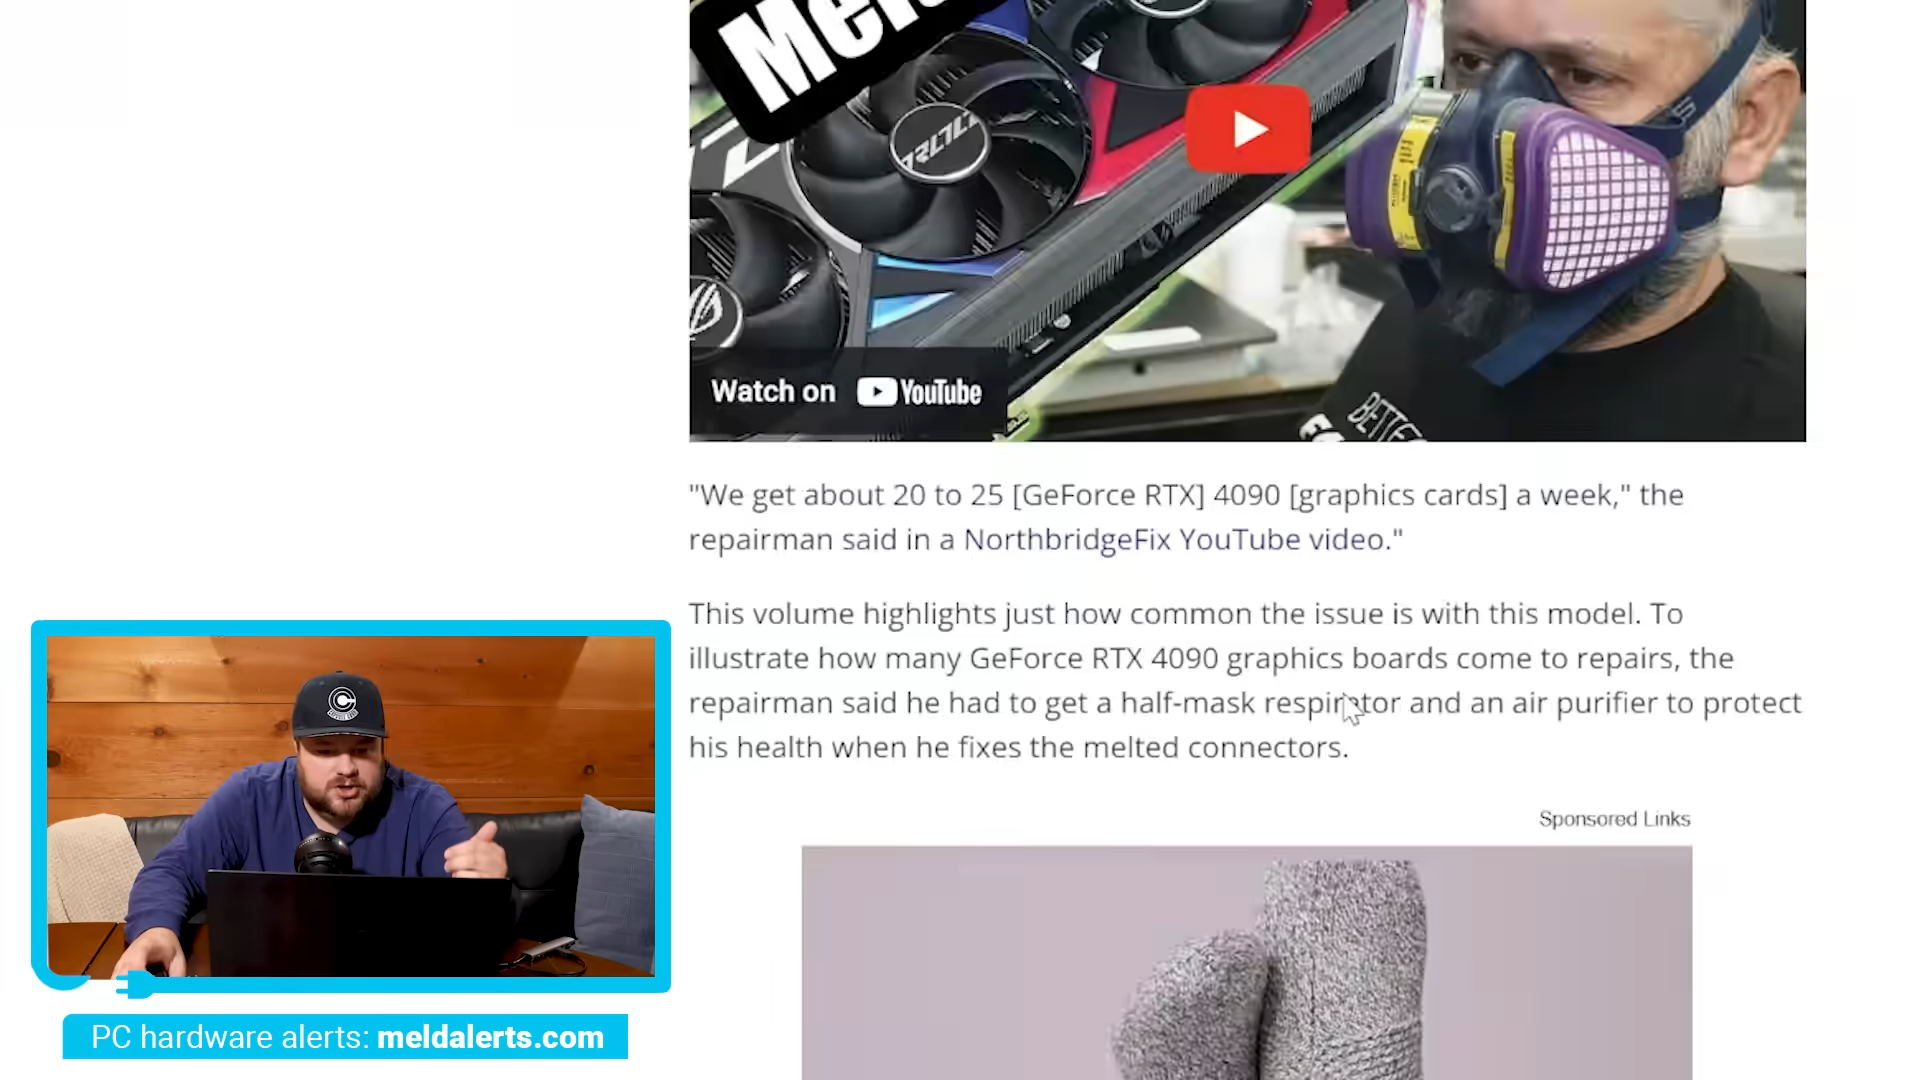 Watch on YouTube
"We get about 20 to 25 [GeForce RTX] 4090 [graphics cards] a week," the
repairman said in a NorthbridgeFix YouTube video."
This volume highlights just how common the issue is with this model. To
illustrate how many GeForce RTX 4090 graphics boards come to repairs, the
repairman said he had to get a half-mask respirator and an air purifier to protect
his health when he fixes the melted connectors.
Sponsored Links
PC hardware alerts: meldalerts.com